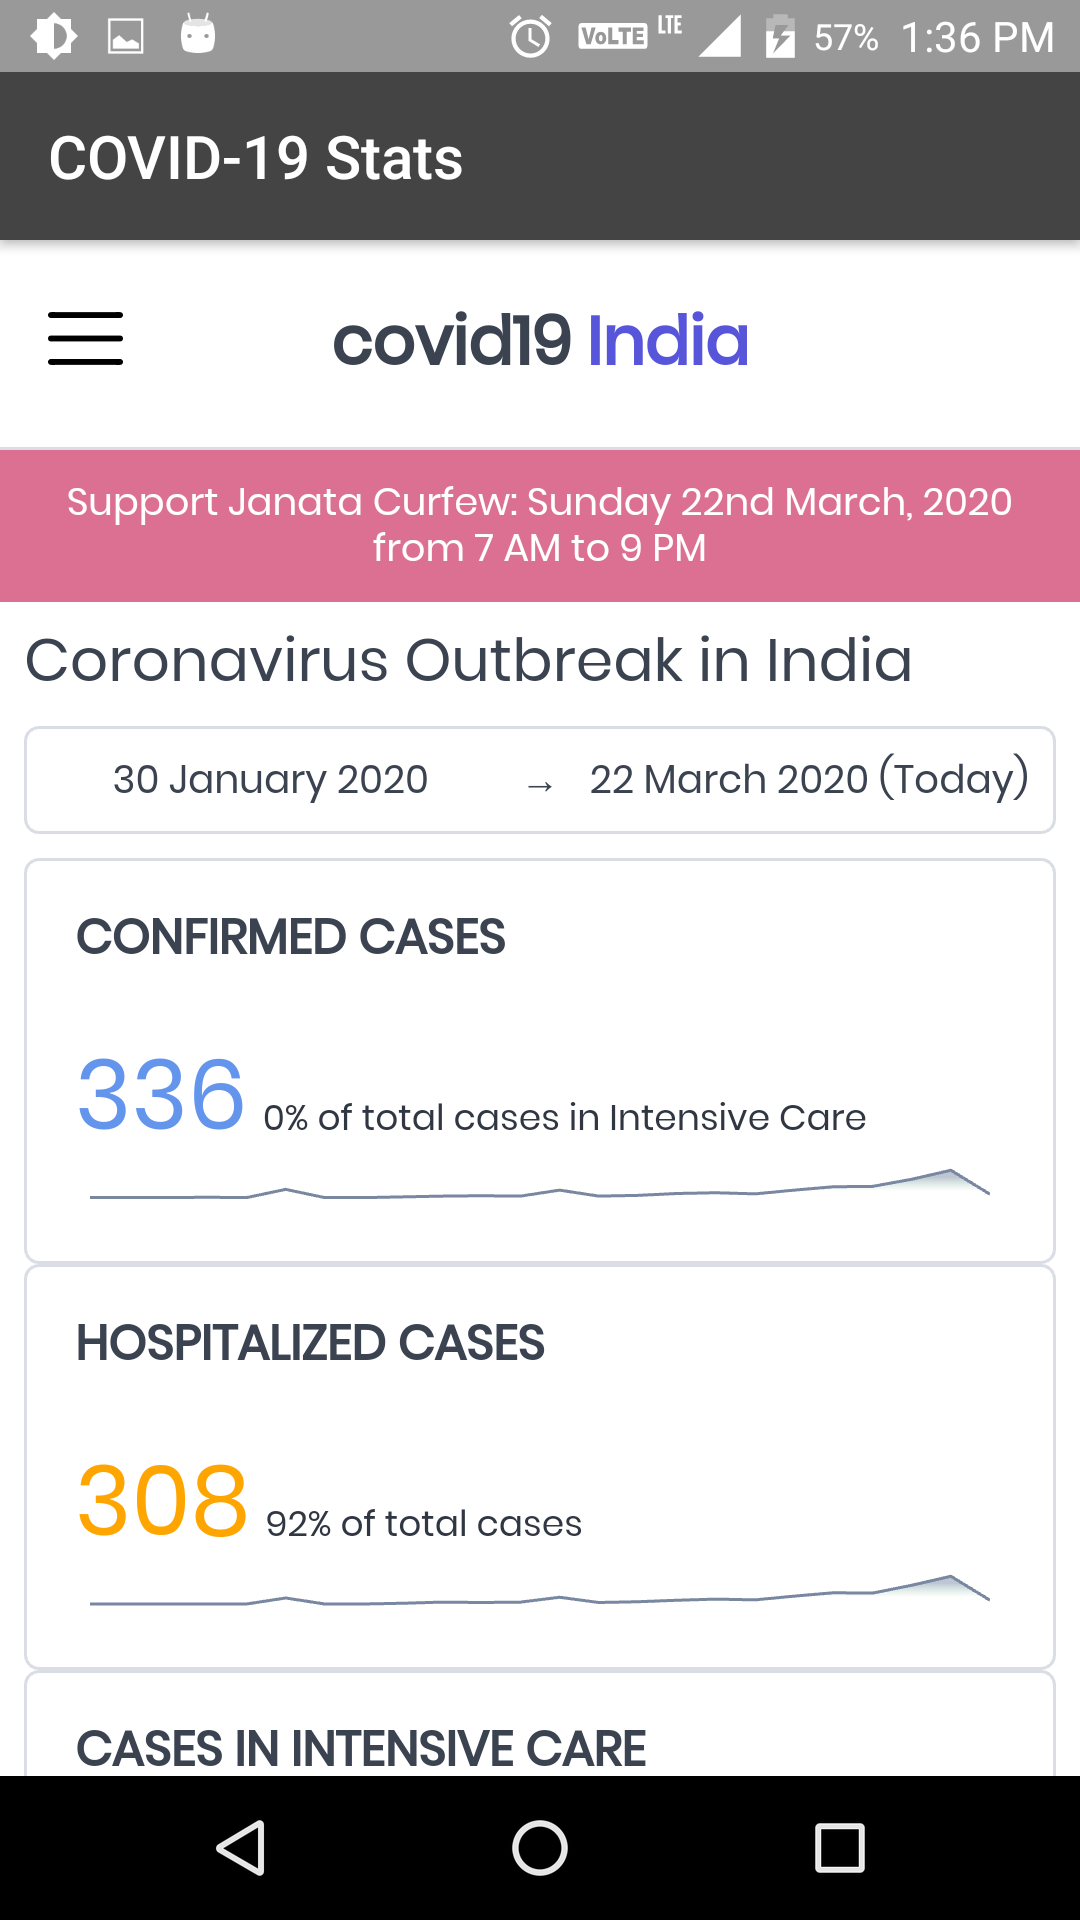 VoLTE LTE 57% 1:36 PM
COVID-19 Stats
covid19 India
Support Janata Curfew: Sunday 22nd March, 2020
from 7 AM to 9 PM
Coronavirus Outbreak in India
30 January 2020 → 22 March 2020 (Today)
CONFIRMED CASES
336 0% of total cases in Intensive Care
HOSPITALIZED CASES
308 92% of total cases
CASES IN INTENSIVE CARE